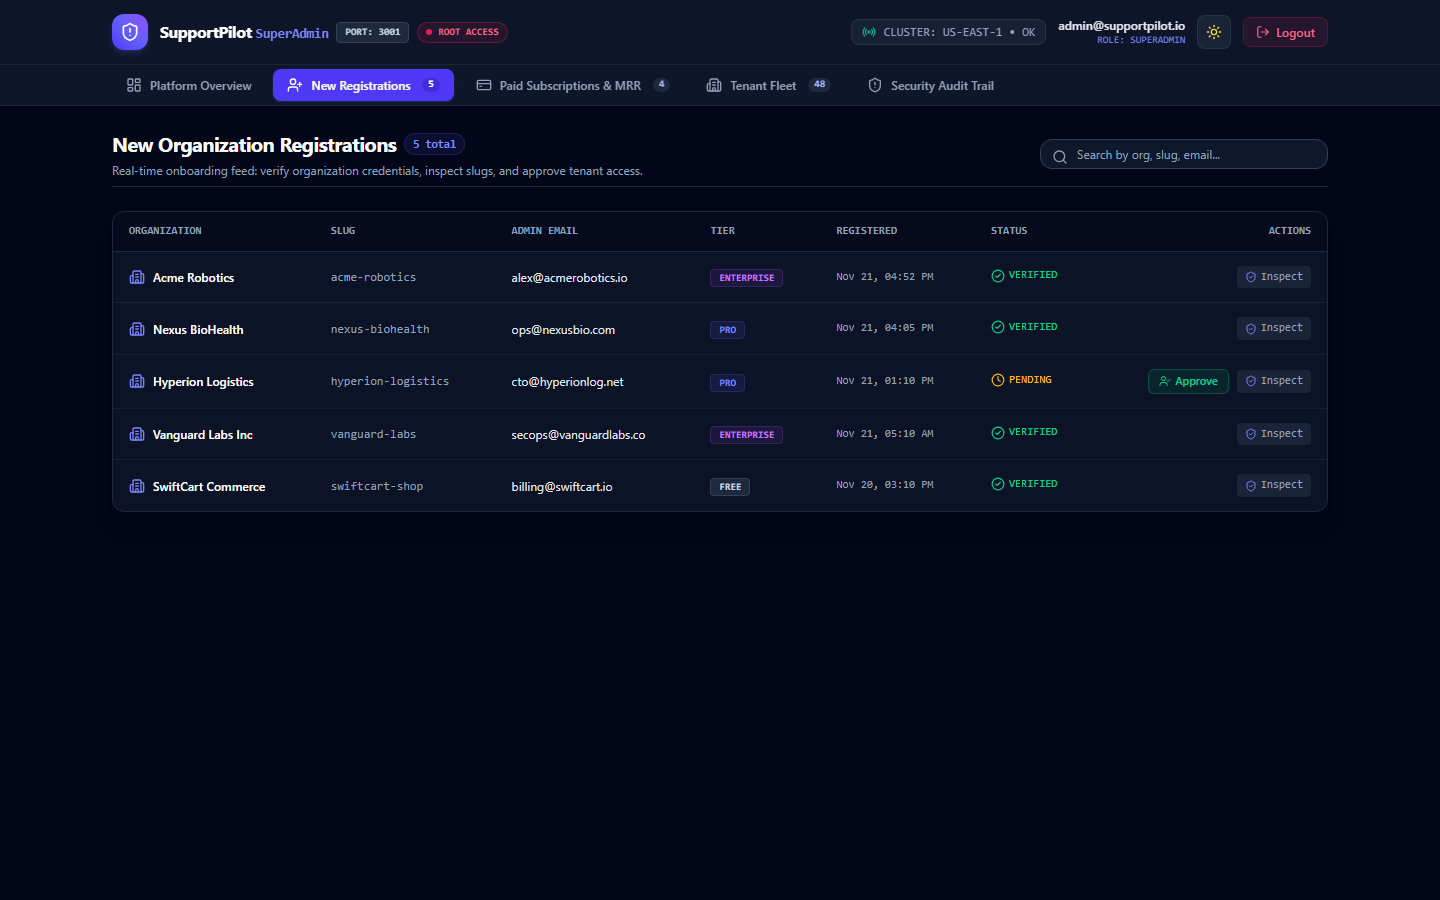 SupportPilot SuperAdmin PORT: 3001 ROOT ACCESS CLUSTER: US-EAST-1 • OK admin@supportpilot.io Logout
ROLE: SUPERADMIN
Platform Overview New Registrations 5 Paid Subscriptions & MRR 4 Tenant Fleet 48 Security Audit Trail
New Organization Registrations 5 total
Search by org, slug, email...
Real-time onboarding feed: verify organization credentials, inspect slugs, and approve tenant access.
ORGANIZATION SLUG ADMIN EMAIL TIER REGISTERED STATUS ACTIONS
Acme Robotics acme-robotics alex@acmerobotics.io ENTERPRISE Nov 21, 04:52 PM VERIFIED Inspect
Nexus BioHealth nexus-biohealth ops@nexusbio.com PRO Nov 21, 04:05 PM VERIFIED Inspect
Hyperion Logistics hyperion-logistics cto@hyperionlog.net PRO Nov 21, 01:10 PM PENDING Approve Inspect
Vanguard Labs Inc vanguard-labs secops@vanguardlabs.co ENTERPRISE Nov 21, 05:10 AM VERIFIED Inspect
SwiftCart Commerce swiftcart-shop billing@swiftcart.io FREE Nov 20, 03:10 PM VERIFIED Inspect